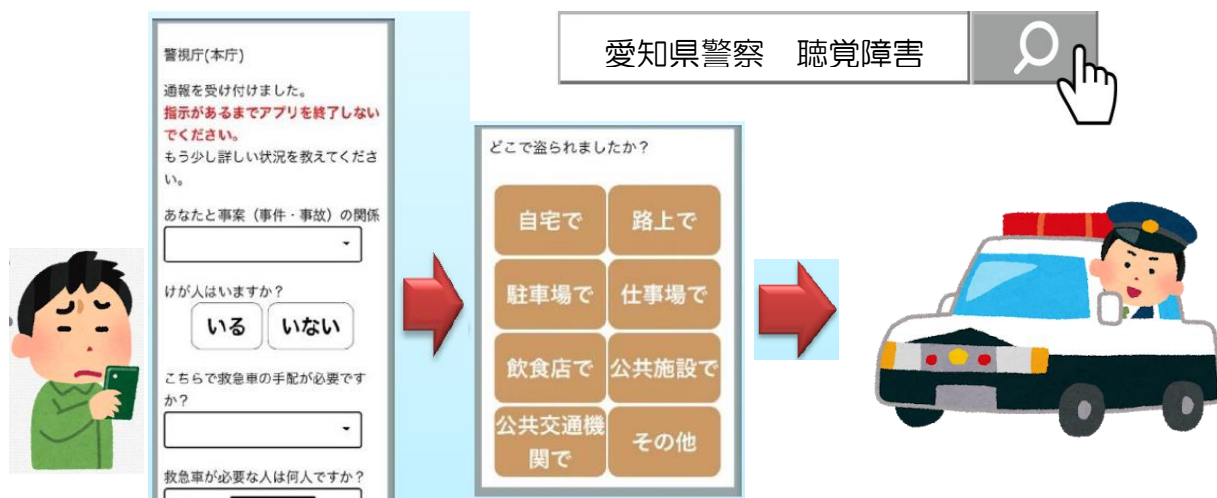 警視庁(本庁)
通報を受け付けました。
指示があるまでアプリを終了しない
でください。
もう少し詳しい状況を教えてくださ
い。
あなたと事案（事件・事故）の関係
けが人はいますか？
いる いない
こちらで救急車の手配が必要です
か？
救急車が必要な人は何人ですか？
愛知県警察 聴覚障害
どこで盗られましたか？
自宅で 路上で
駐車場で 仕事場で
飲食店で 公共施設で
公共交通機
関で その他